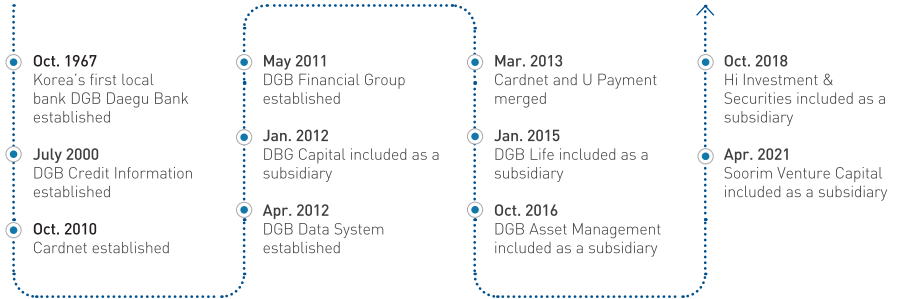 Oct. 1967
Korea's first local
bank DGB Daegu Bank
established
July 2000
DGB Credit Information
established
Oct. 2010
Cardnet established
May 2011
DGB Financial Group
established
Jan. 2012
DBG Capital included as a
subsidiary
Apr. 2012
DGB Data System
established
Mar. 2013
Cardnet and U Payment
merged
Jan. 2015
DGB Life included as a
subsidiary
Oct. 2016
DGB Asset Management
included as a subsidiary
Oct. 2018
Hi Investment &
Securities included as a
subsidiary
Apr. 2021
Soorim Venture Capital
included as a subsidiary